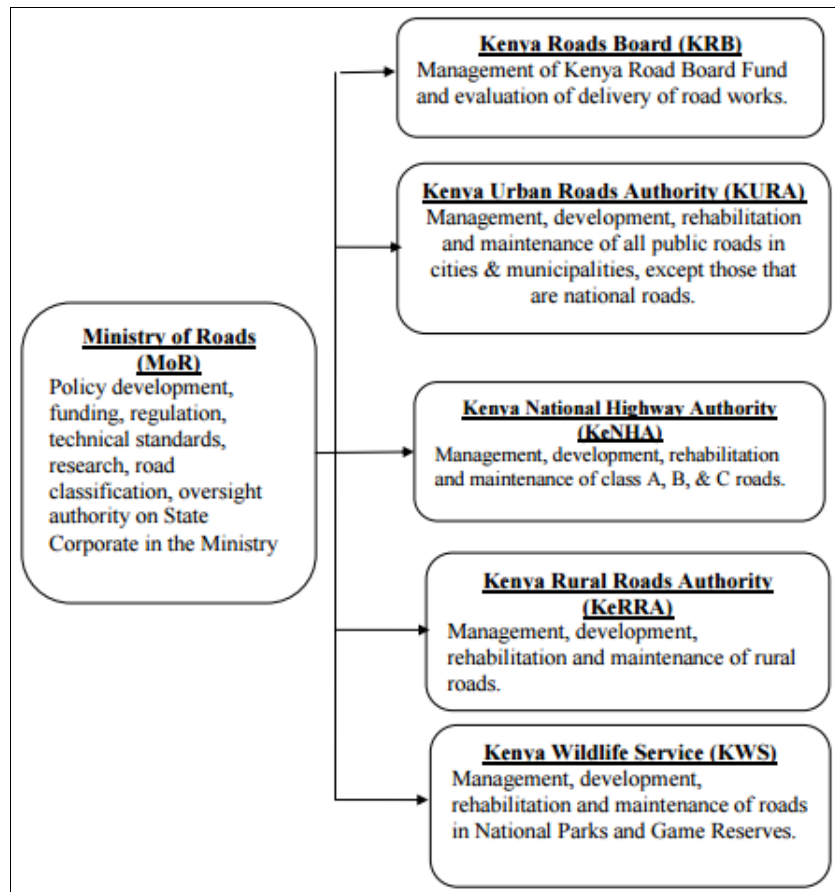 Kenya Roads Board (KRB)
Management of Kenya Road Board Fund
and evaluation of delivery of road works.
Kenya Urban Roads Authority (KURA)
Management, development, rehabilitation
and maintenance of all public roads in
cities & municipalities, except those that
are national roads.
Ministry of Roads
(MoR)
Policy development,
funding, regulation,
technical standards,
research, road
classification, oversight
authority on State
Corporate in the Ministry
Kenya National Highway Authority
(KeNHA)
Management, development, rehabilitation
and maintenance of class A, B, & C roads.
Kenya Rural Roads Authority
(KeRRA)
Management, development,
rehabilitation and maintenance of rural
roads.
Kenya Wildlife Service (KWS)
Management, development,
rehabilitation and maintenance of roads
in National Parks and Game Reserves.